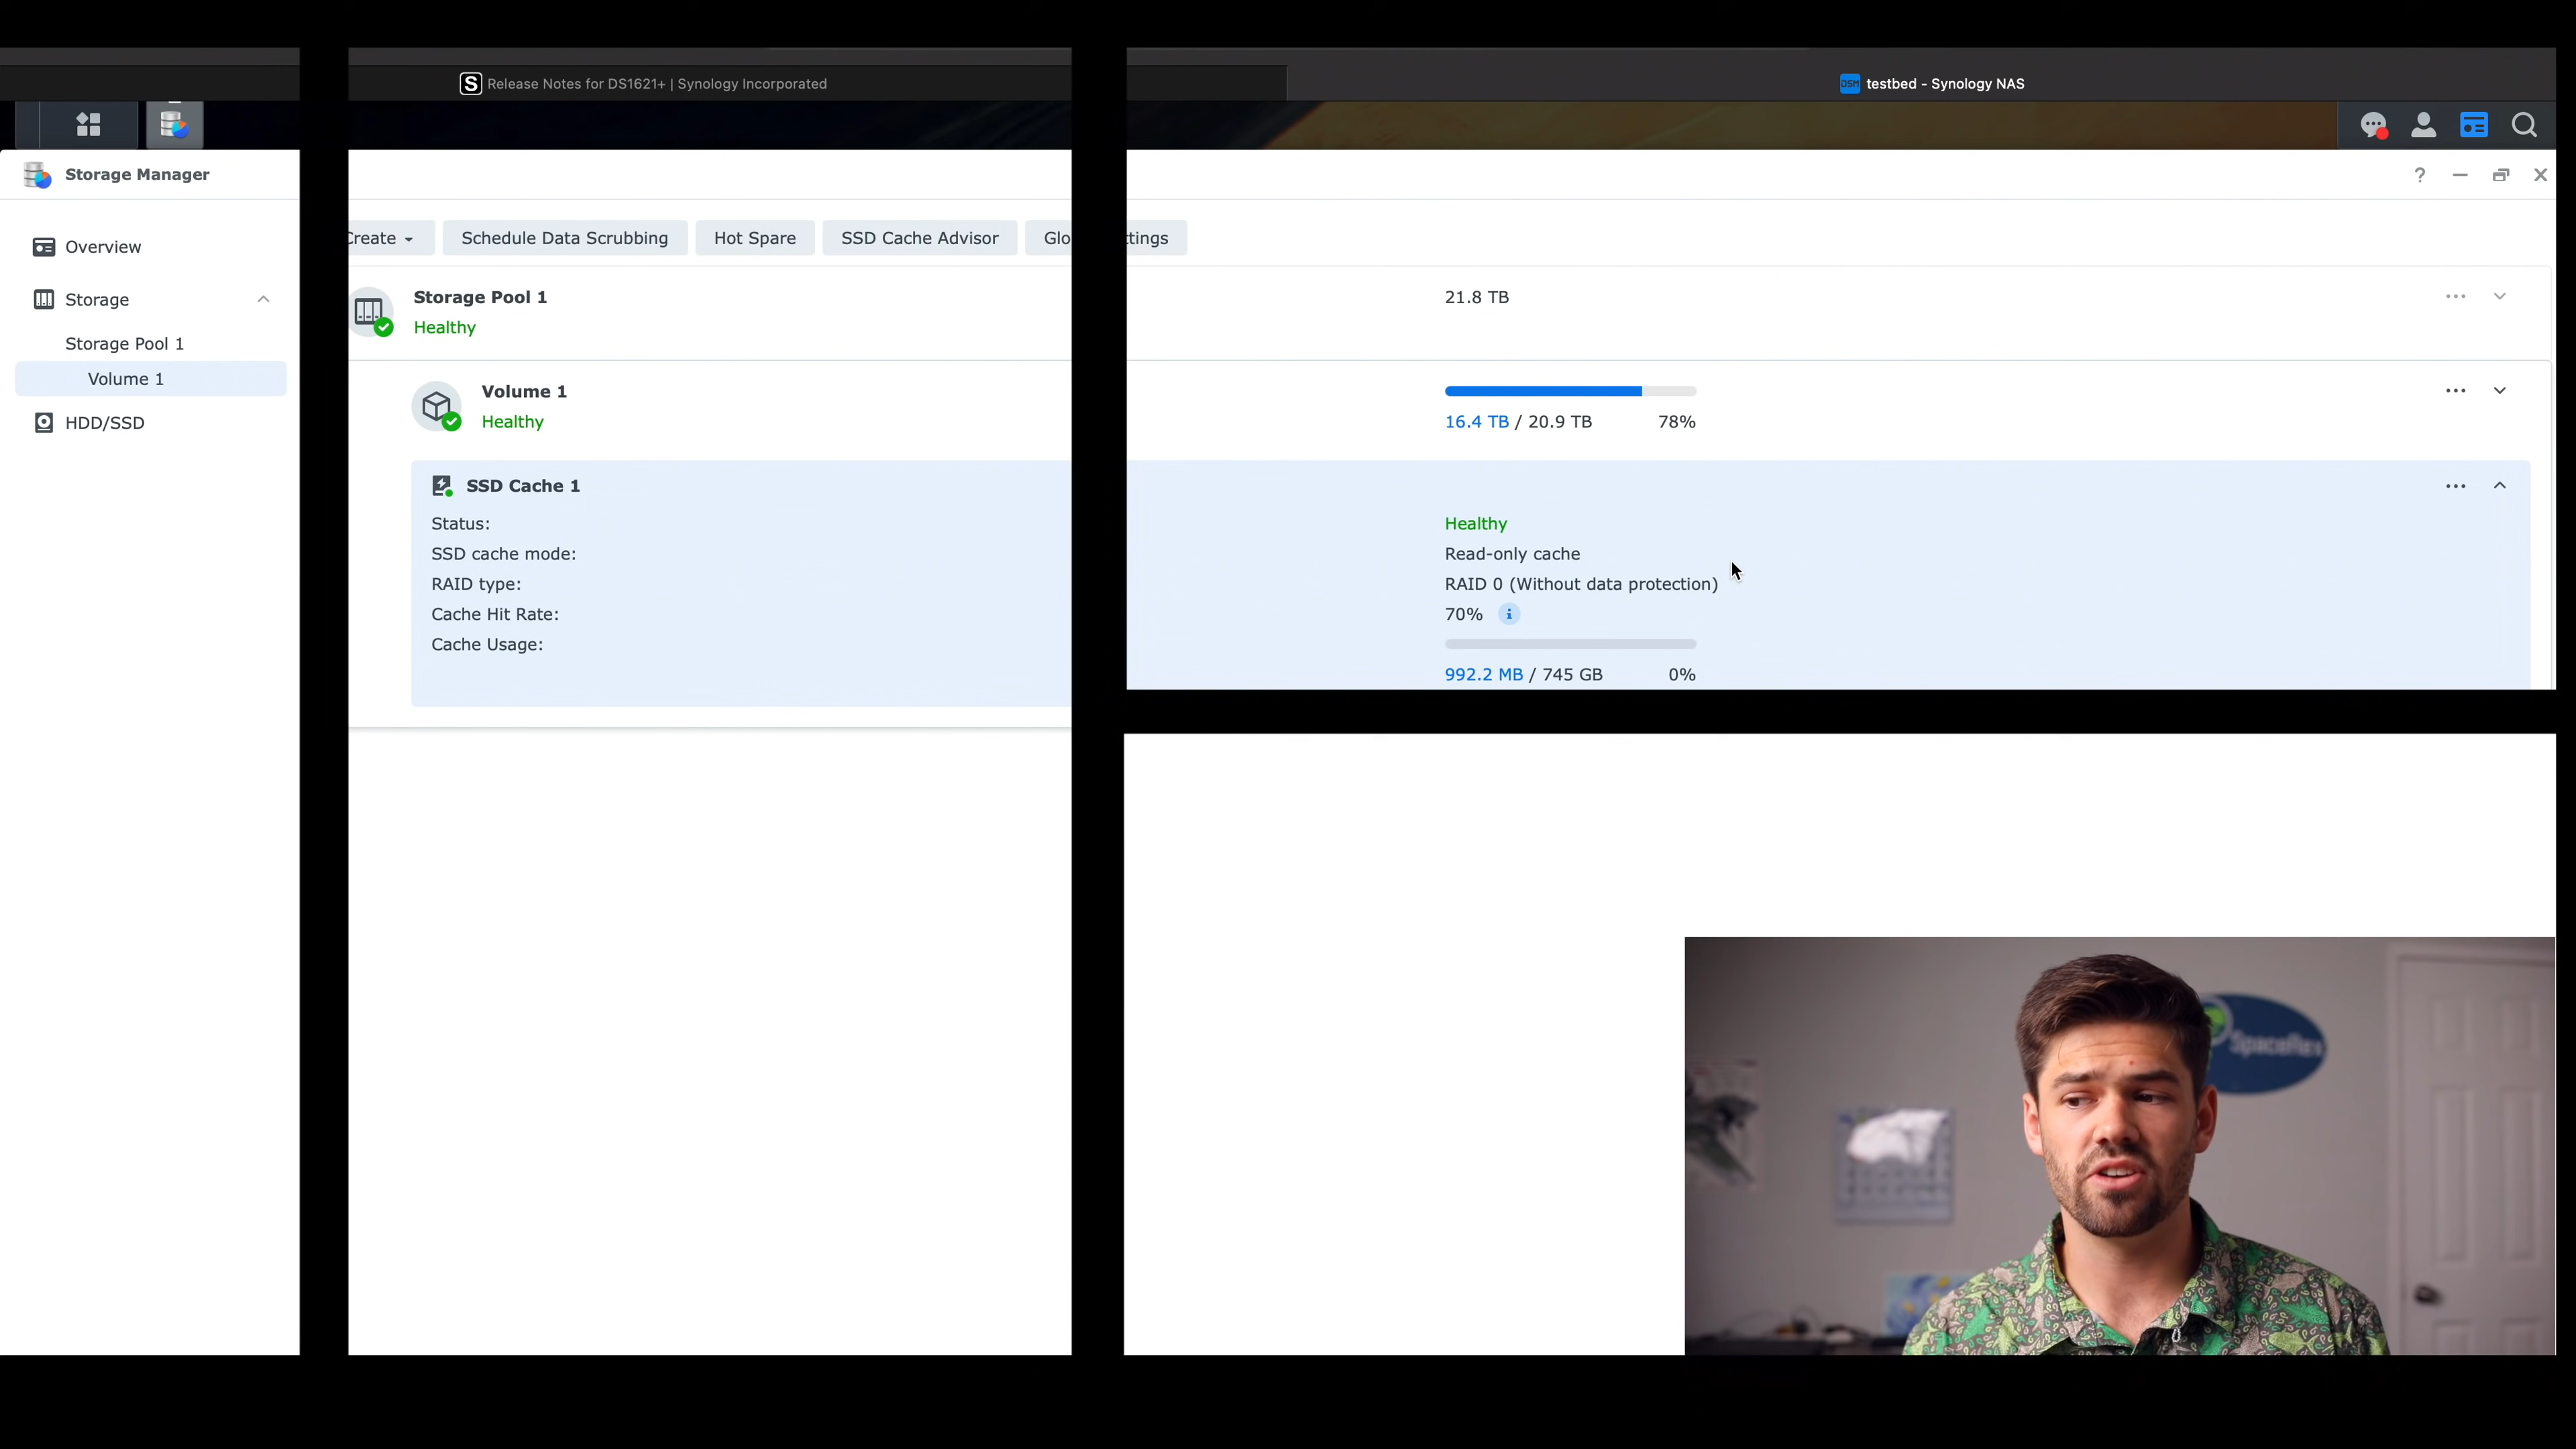 Release Notes for DS1621+ | Synology Incorporated
DSM testbed - Synology NAS
Storage Manager
?
Overview
Storage
Storage Pool 1
Volume 1
HDD/SSD
Create
Schedule Data Scrubbing
Hot Spare
SSD Cache Advisor
Glo
tings
Storage Pool 1
21.8 TB
Healthy
Volume 1
Healthy
16.4 TB / 20.9 TB 78%
SSD Cache 1
Status: Healthy
SSD cache mode: Read-only cache
RAID type: RAID 0 (Without data protection)
Cache Hit Rate: 70%
Cache Usage:
992.2 MB / 745 GB 0%
SpaceRex